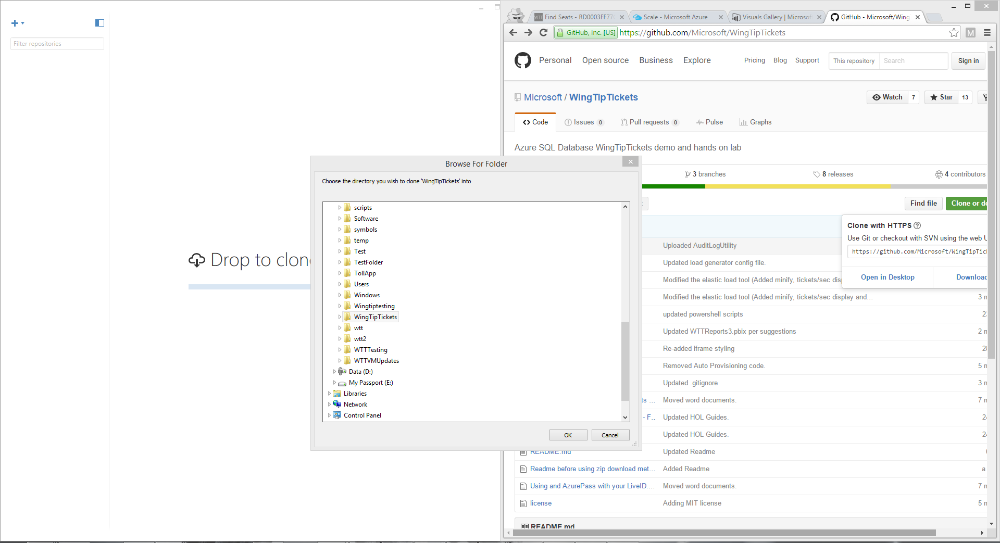 Filter repositories
Drop to clon
Find Seats - RD0003FF77
Scale - Microsoft Azure
Visuals Gallery | Microsof
GitHub - Microsoft/Wing
GitHub, Inc. [US] https://github.com/Microsoft/WingTipTickets
M
Personal Open source Business Explore Pricing Blog Support This repository Search Sign in
Microsoft / WingTipTickets
Watch 7 Star 13
Code Issues 0 Pull requests 0 Pulse Graphs
Azure SQL Database WingTipTickets demo and hands on lab
3 branches 8 releases 4 contributors
Find file Clone or do
Clone with HTTPS
Use Git or checkout with SVN using the web U
https://github.com/Microsoft/WingTipTick
Open in Desktop Download
Browse For Folder
Choose the directory you wish to clone 'WingTipTickets' into
scripts
Software
symbols
temp
Test
TestFolder
TollApp
Users
Windows
Wingtiptesting
WingTipTickets
wtt
wtt2
WTTTesting
WTTVMUpdates
Data (D:)
My Passport (E:)
Libraries
Network
Control Panel
OK Cancel
Uploaded AuditLogUtility
Updated load generator config file.
Modified the elastic load tool (Added minify, tickets/sec disp
Modified the elastic load tool (Added minify, tickets/sec display and… 3 m
updated powershell scripts 23
Updated WTTReports3.pbix per suggestions 2 m
Re-added iframe styling 28
Removed Auto Provisioning code. 5 m
Updated .gitignore 3 m
ts … Moved word documents. 7 m
- F… Updated HOL Guides. 24
Updated HOL Guides. 24
README.md Updated Readme
Readme before using zip download met… Added Readme a
Using and AzurePass with your LiveID.… Moved word documents. 7 m
license Adding MIT license 5 m
README.md